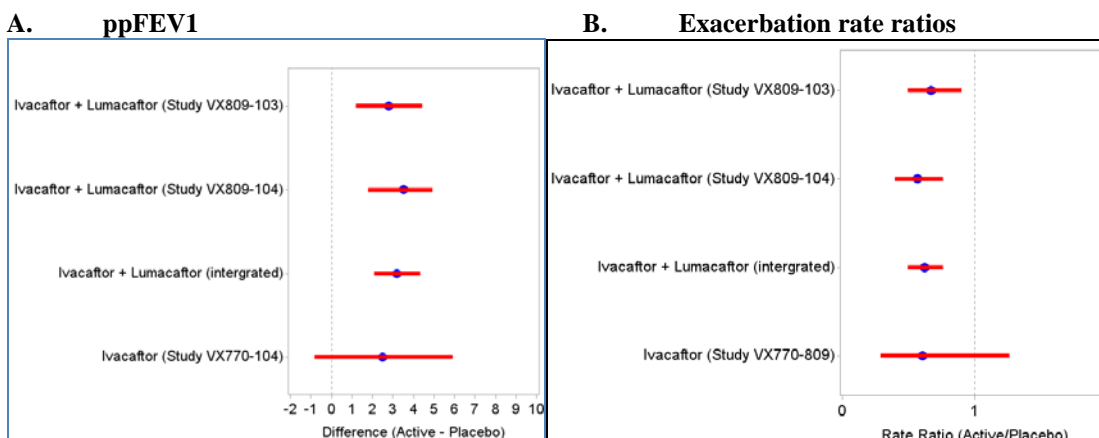 A. ppFEV1
B. Exacerbation rate ratios
Ivacaftor + Lumacaftor (Study VX809-103)
Ivacaftor + Lumacaftor (Study VX809-104)
Ivacaftor + Lumacaftor (intergrated)
Ivacaftor (Study VX770-104)
-2 -1 0 1 2 3 4 5 6 7 8 9 10
Difference (Active - Placebo)
Ivacaftor + Lumacaftor (Study VX809-103)
Ivacaftor + Lumacaftor (Study VX809-104)
Ivacaftor + Lumacaftor (intergrated)
Ivacaftor (Study VX770-809)
0 1
Rate Ratio (Active/Placebo)